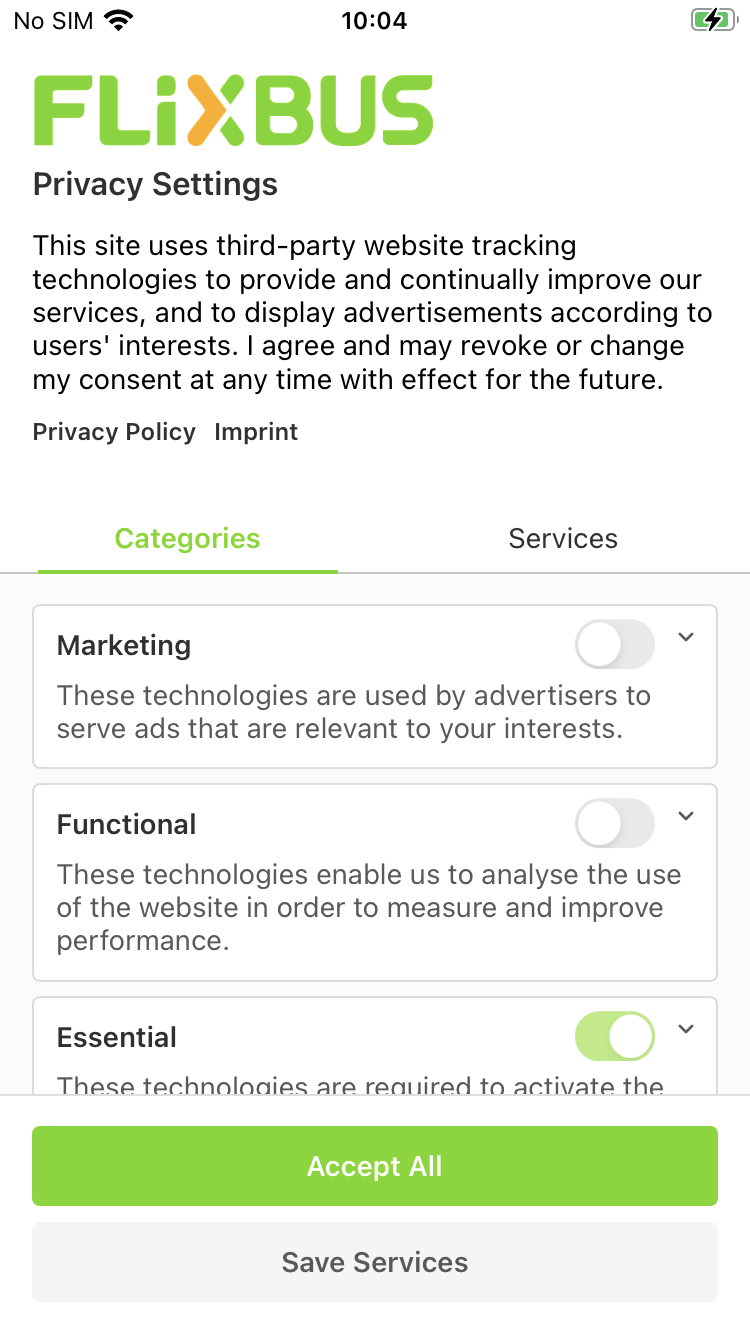 No SIM
10:04
FLiXBUS
Privacy Settings
This site uses third-party website tracking
technologies to provide and continually improve our
services, and to display advertisements according to
users' interests. I agree and may revoke or change
my consent at any time with effect for the future.
Privacy Policy Imprint
Categories Services
Marketing
These technologies are used by advertisers to
serve ads that are relevant to your interests.
Functional
These technologies enable us to analyse the use
of the website in order to measure and improve
performance.
Essential
These technologies are required to activate the
Accept All
Save Services